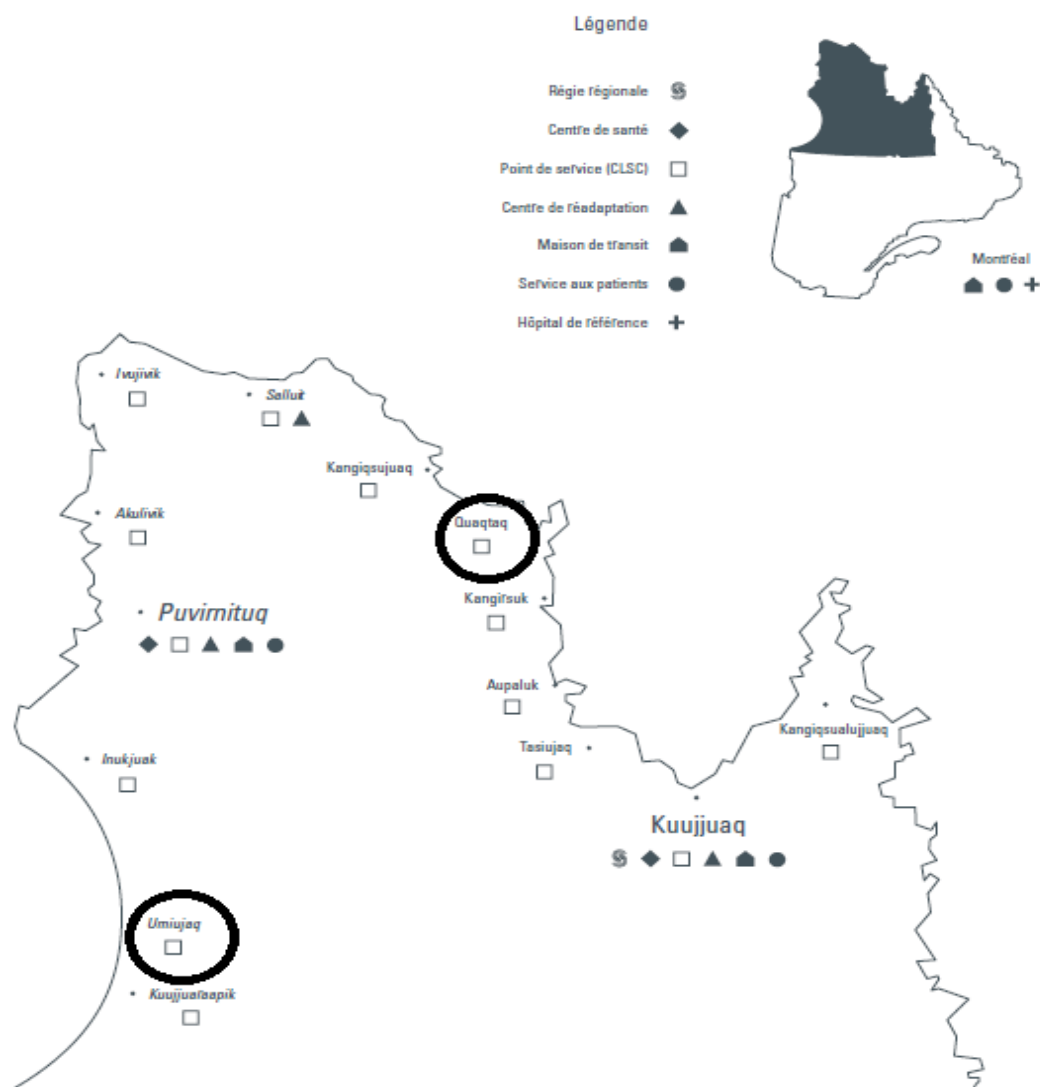 Légende
Régie régionale
Centre de santé
Point de service (CLSC)
Centre de réadaptation
Maison de transit
Service aux patients
Hôpital de référence
Montréal
Ivujivik
Salluit
Kangiqsujuaq
Akulivik
Quaqtaq
Kangirsuk
Puvirnituq
Aupaluk
Kangiqsualujjuaq
Tasiujaq
Inukjuak
Kuujjuaq
Umiujaq
Kuujjuaraapik